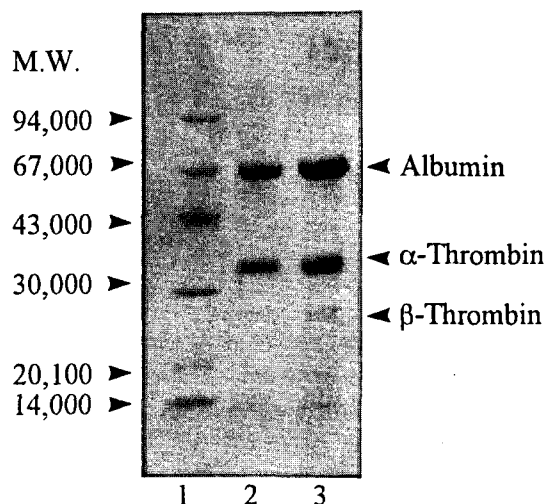 M.W.
94,000
67,000
43,000
30,000
20,100
14,000
Albumin
α-Thrombin
β-Thrombin
1 2 3